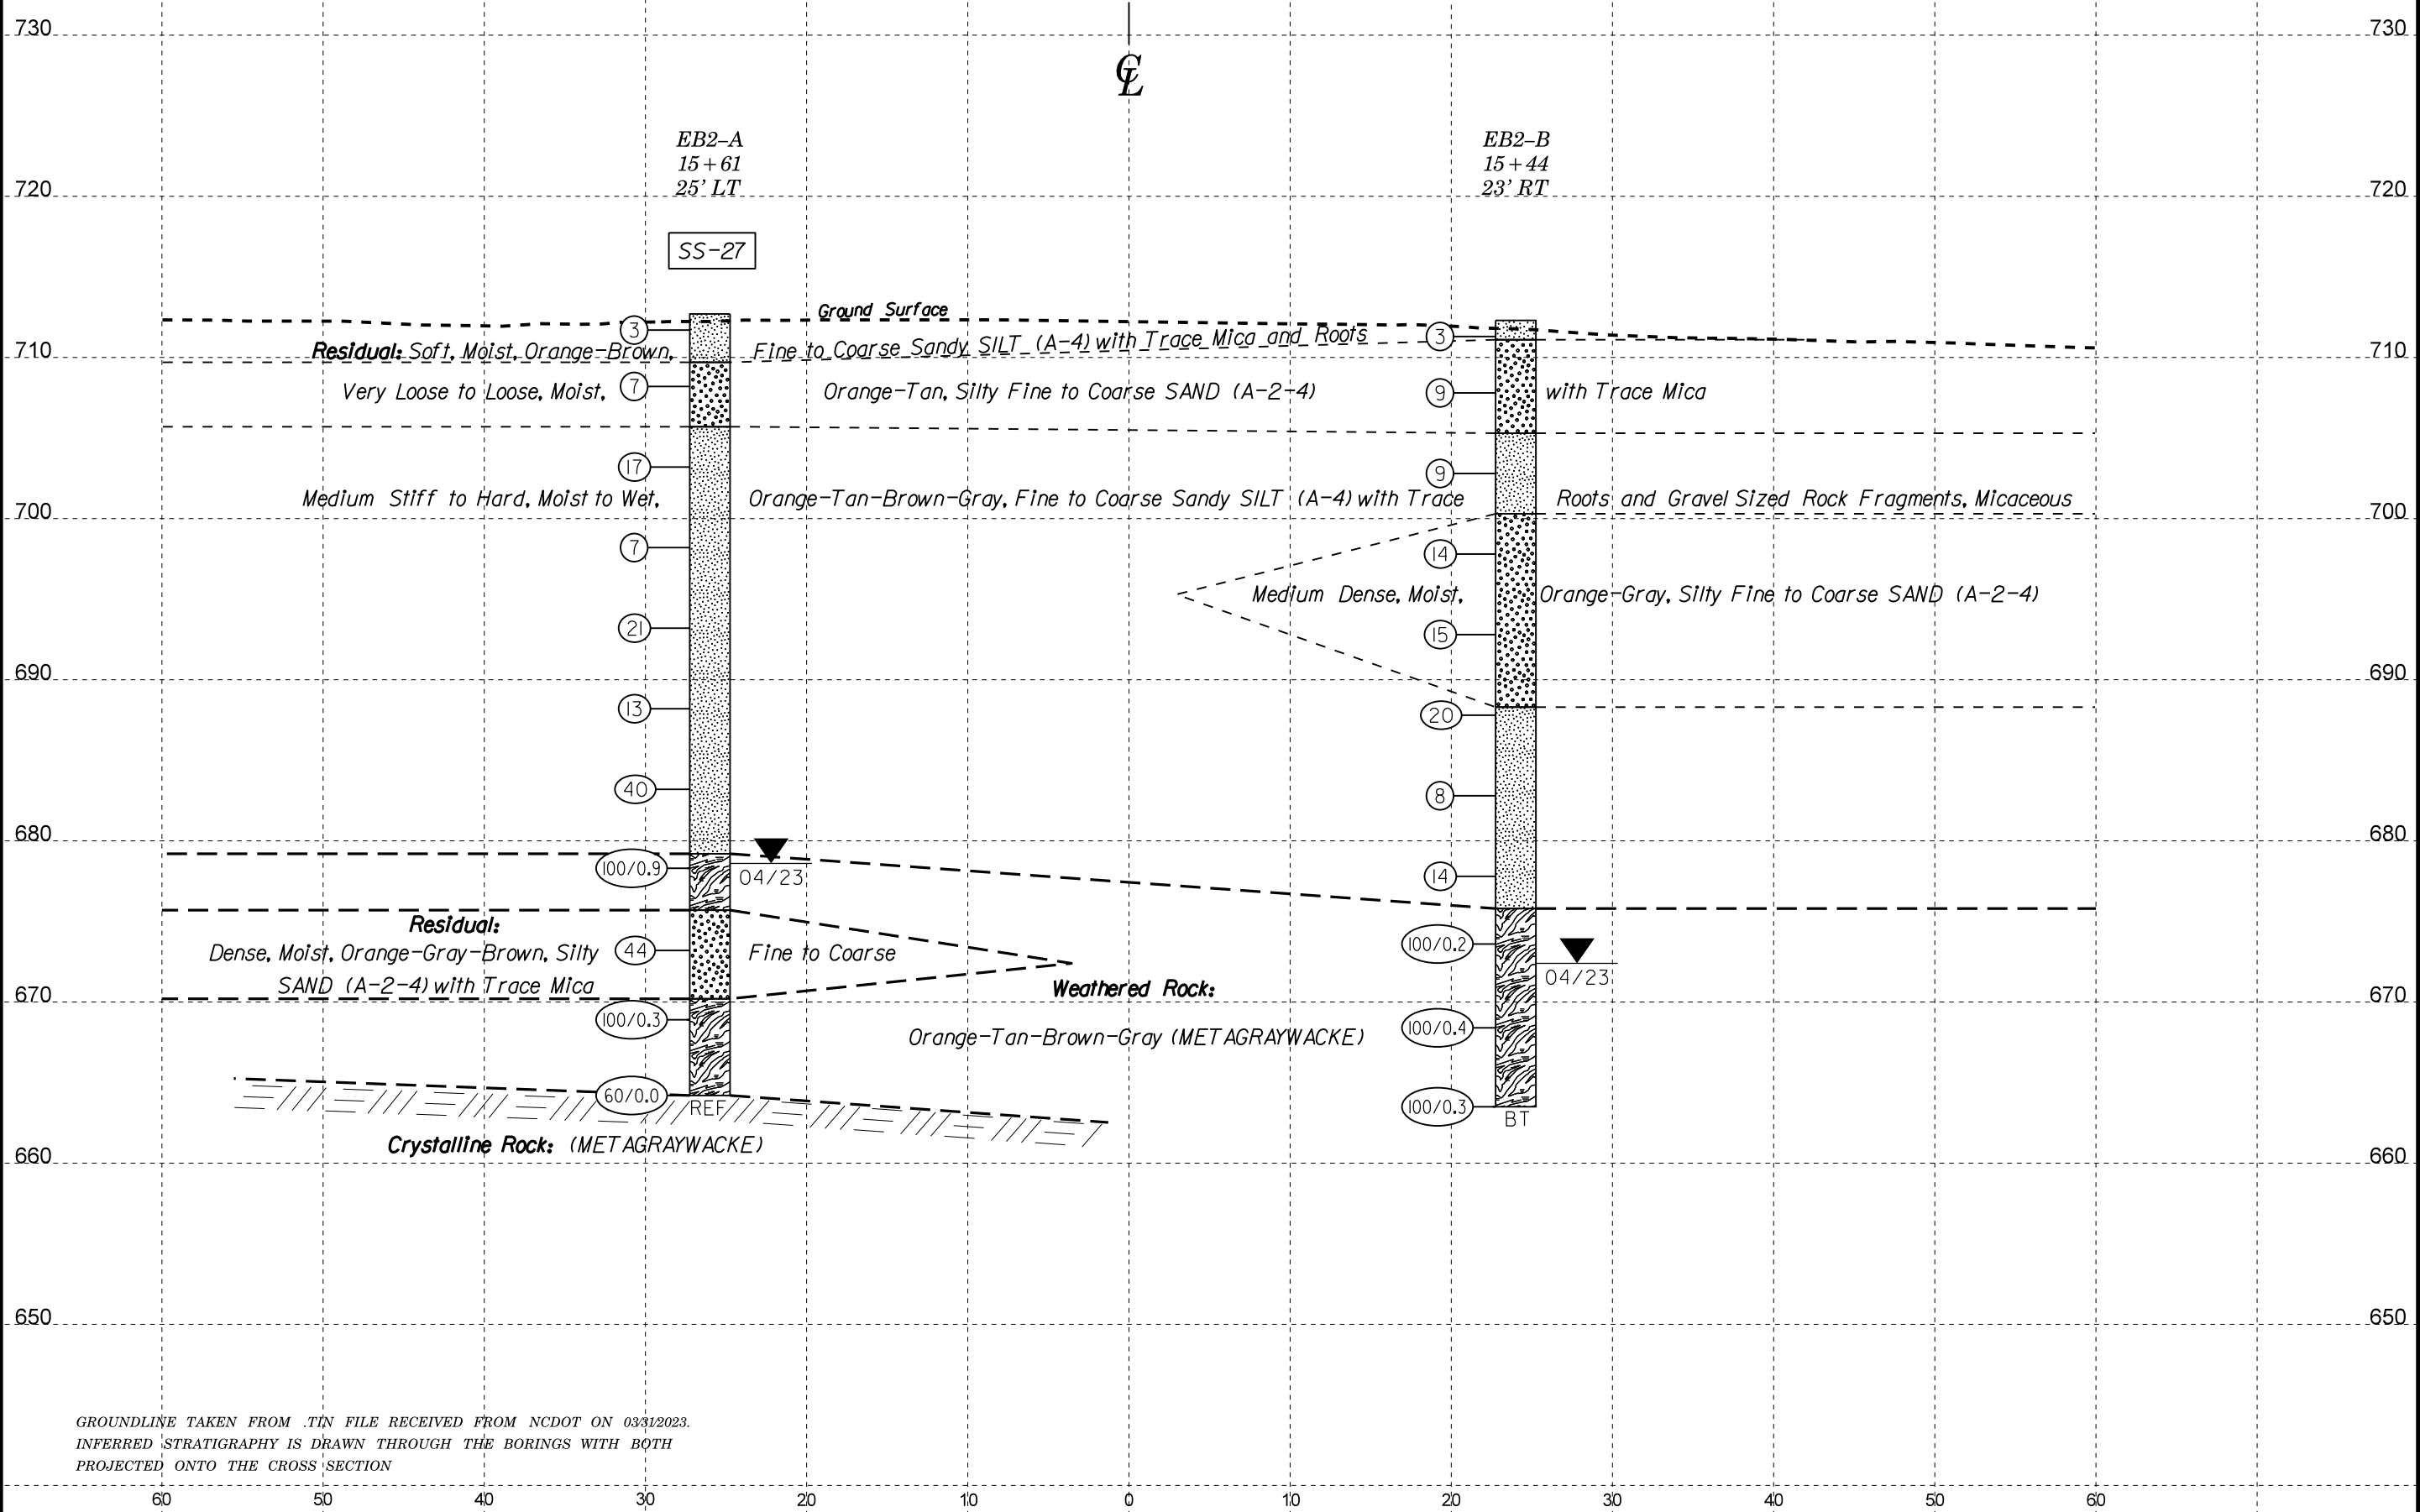 730 730
CL
EB2-A EB2-B
15+61 15+44
25' LT 23' RT
720 720
SS-27
Ground Surface
3 3
710 Residual: Soft, Moist, Orange-Brown, Fine to Coarse Sandy SILT (A-4) with Trace Mica and Roots 710
Very Loose to Loose, Moist, 7 Orange-Tan, Silty Fine to Coarse SAND (A-2-4) 9 with Trace Mica
17 9
Medium Stiff to Hard, Moist to Wet, Orange-Tan-Brown-Gray, Fine to Coarse Sandy SILT (A-4) with Trace Roots and Gravel Sized Rock Fragments, Micaceous
700 700
7 14
Medium Dense, Moist, Orange-Gray, Silty Fine to Coarse SAND (A-2-4)
21 15
690 690
13 20
40 8
680 680
100/0.9 04/23 14
Residual:
100/0.2
Dense, Moist, Orange-Gray-Brown, Silty 44 Fine to Coarse
04/23
SAND (A-2-4) with Trace Mica Weathered Rock:
670 670
100/0.3 100/0.4
Orange-Tan-Brown-Gray (METAGRAYWACKE)
60/0.0 100/0.3
REF BT
Crystalline Rock: (METAGRAYWACKE)
660 660
650 650
GROUNDLINE TAKEN FROM .TIN FILE RECEIVED FROM NCDOT ON 03/31/2023.
INFERRED STRATIGRAPHY IS DRAWN THROUGH THE BORINGS WITH BOTH
PROJECTED ONTO THE CROSS SECTION
60 50 40 30 20 10 0 10 20 30 40 50 60